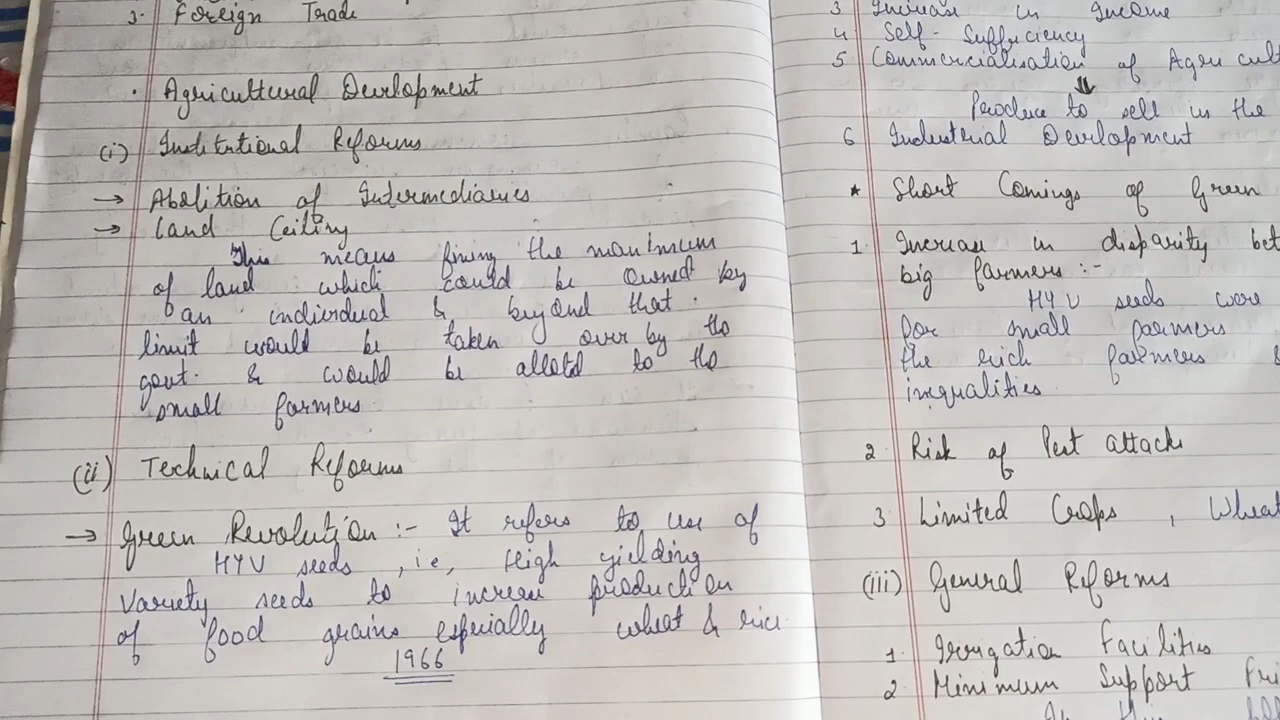 3. Foreign Trade
. Agricultural Development
(i) Institutional Reforms
→ Abolition of Intermediaries
→ Land Ceiling
This means fixing the maximum
of land which could be owned by
an individual & beyond that
limit would be taken over by the
govt. & would be alloted to the
small farmers
(ii) Technical Reforms
→ Green Revolution :- It refers to use of
HYV seeds , i.e, High yielding
Variety seeds to increase production
of food grains especially wheat & rice
1966
3 Increase in Income
4 Self-Sufficiency
5 Commercialisation of Agri cult
Produce to sell in the
6 Industrial Development
* Short Comings of Green
1. Increase in disparity bet
big farmers :-
HYV seeds were
for small farmers
the rich farmers
inequalities
2. Risk of Pest attack
3 Limited Crops , Wheat
(iii) General Reforms
1. Irrigation Facilities
2 Minimum Support Pri